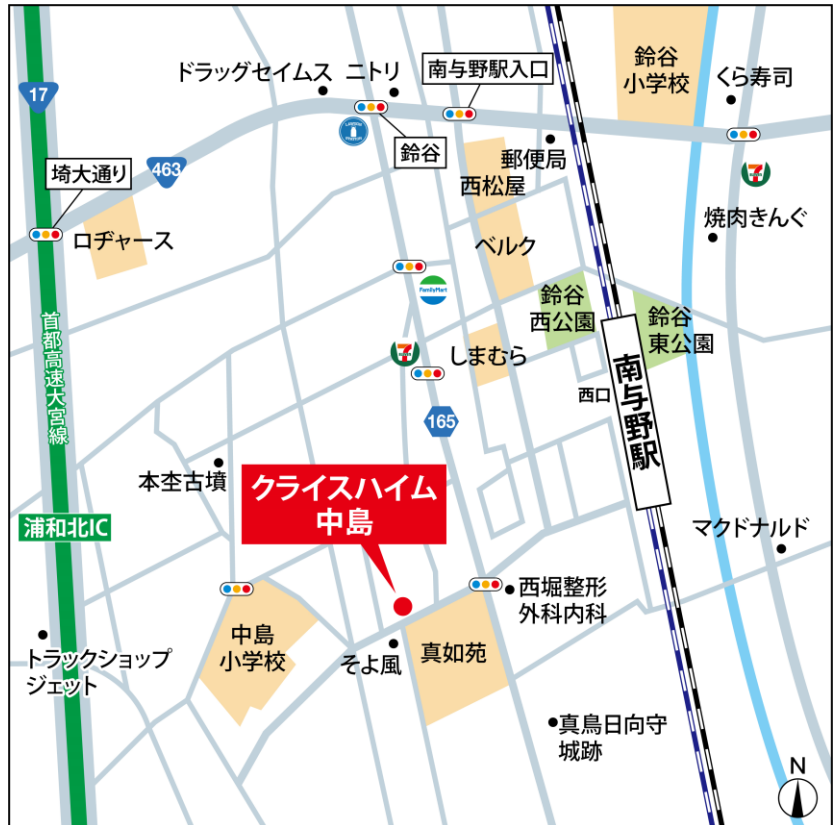 17
ドラッグセイムス
ニトリ
南与野駅入口
鈴谷
小学校
くら寿司
埼大通り
463
鈴谷
郵便局
西松屋
7
ロヂャース
ベルク
焼肉きんぐ
FamilyMart
鈴谷
西公園
鈴谷
東公園
首都高速大宮線
7
しまむら
西口
南与野駅
165
本杢古墳
クライスハイム
中島
浦和北IC
マクドナルド
西堀整形
外科内科
中島
小学校
そよ風
真如苑
トラックショップ
ジェット
真鳥日向守
城跡
N